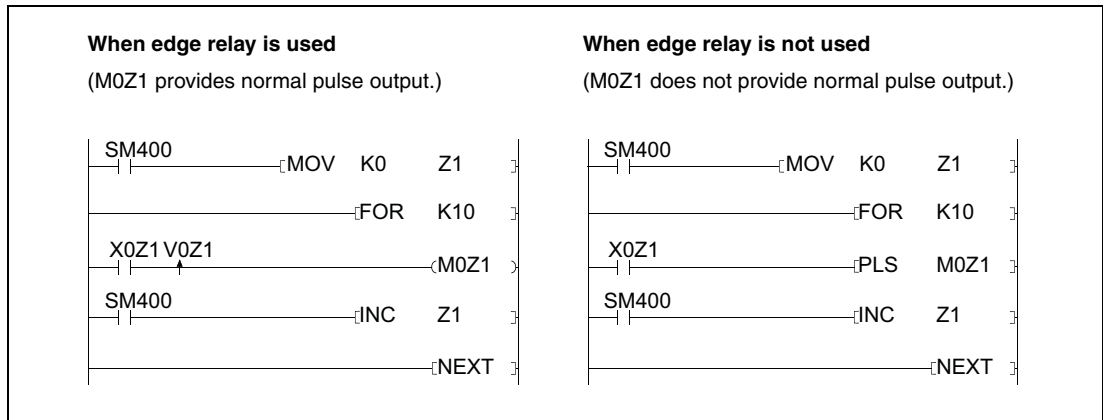 When edge relay is used
(M0Z1 provides normal pulse output.)
SM400
MOV K0 Z1
FOR K10
X0Z1 V0Z1
M0Z1
SM400
INC Z1
NEXT
When edge relay is not used
(M0Z1 does not provide normal pulse output.)
SM400
MOV K0 Z1
FOR K10
X0Z1
PLS M0Z1
SM400
INC Z1
NEXT